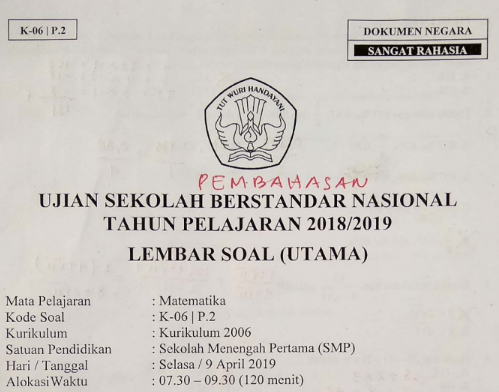 K-06 | P.2
DOKUMEN NEGARA
SANGAT RAHASIA
TUT WURI HANDAYANI
PEMBAHASAN
UJIAN SEKOLAH BERSTANDAR NASIONAL
TAHUN PELAJARAN 2018/2019
LEMBAR SOAL (UTAMA)
Mata Pelajaran : Matematika
Kode Soal : K-06 | P.2
Kurikulum : Kurikulum 2006
Satuan Pendidikan : Sekolah Menengah Pertama (SMP)
Hari / Tanggal : Selasa / 9 April 2019
AlokasiWaktu : 07.30 – 09.30 (120 menit)